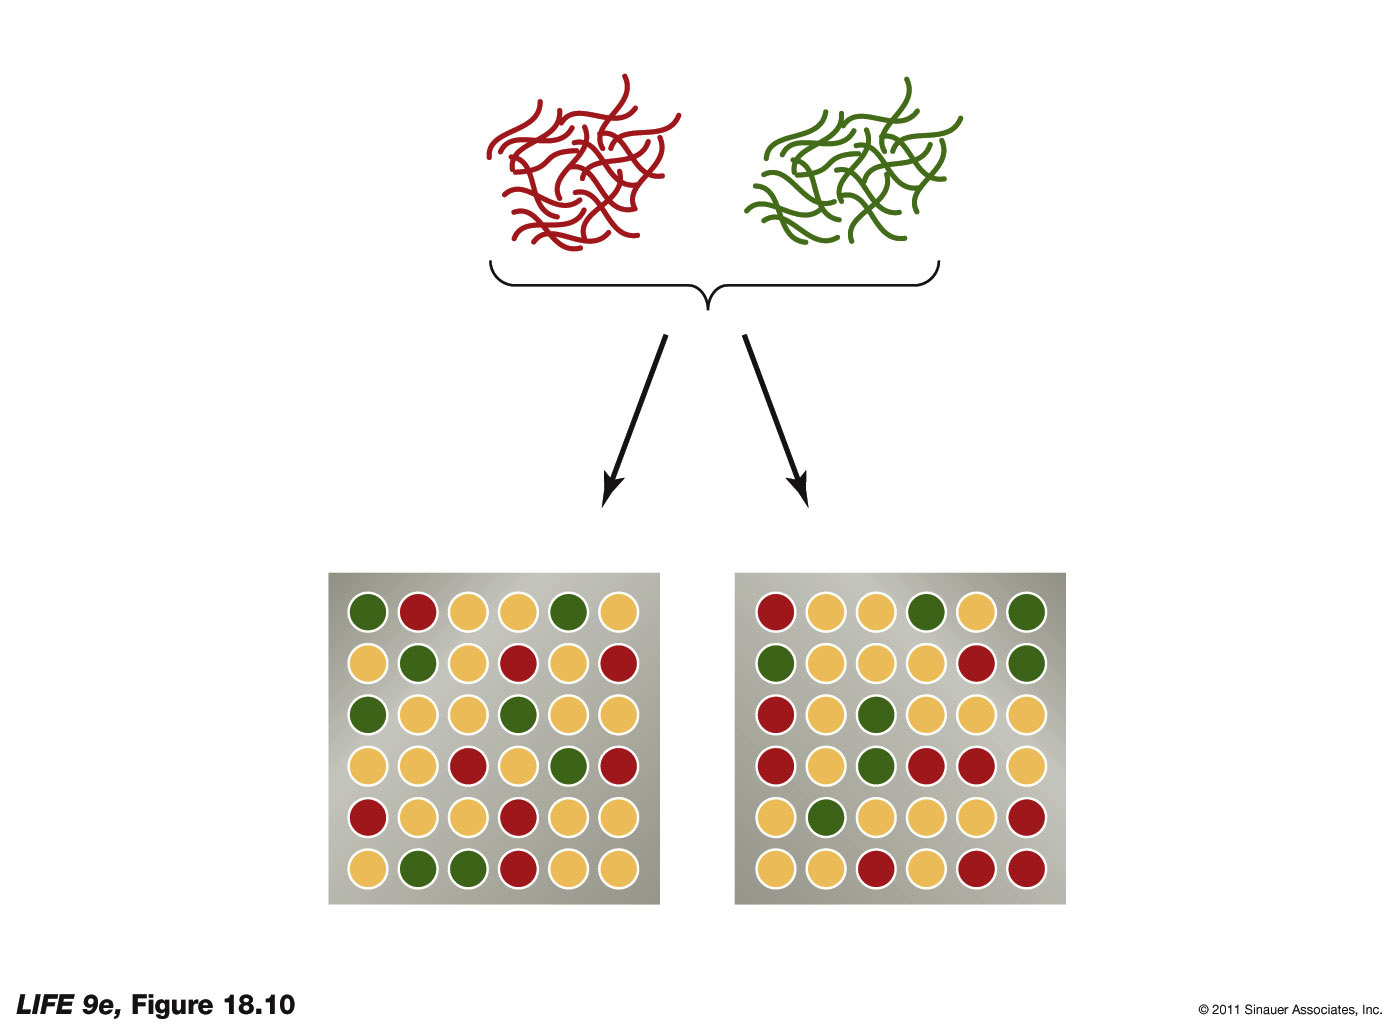 LIFE 9e, Figure 18.10
© 2011 Sinauer Associates, Inc.